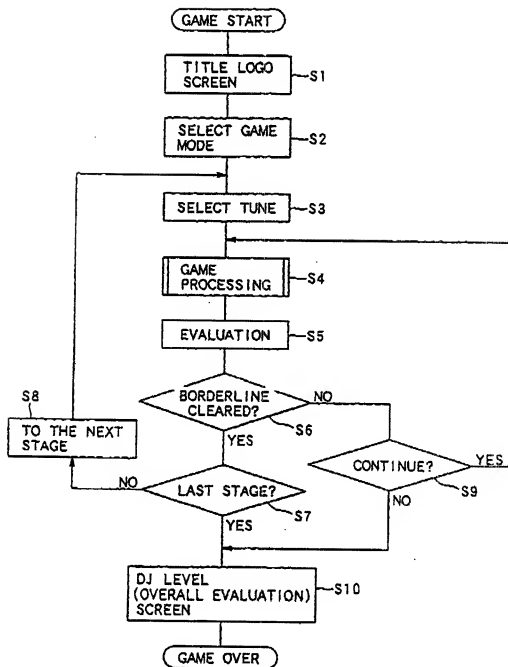 GAME START
TITLE LOGO
SCREEN
S1
SELECT GAME
MODE
S2
SELECT TUNE
S3
GAME
PROCESSING
S4
EVALUATION
S5
BORDERLINE
CLEARED?
NO
S6
YES
S8
TO THE NEXT
STAGE
NO
LAST STAGE?
S7
YES
CONTINUE?
YES
S9
NO
DJ LEVEL
(OVERALL EVALUATION)
SCREEN
S10
GAME OVER